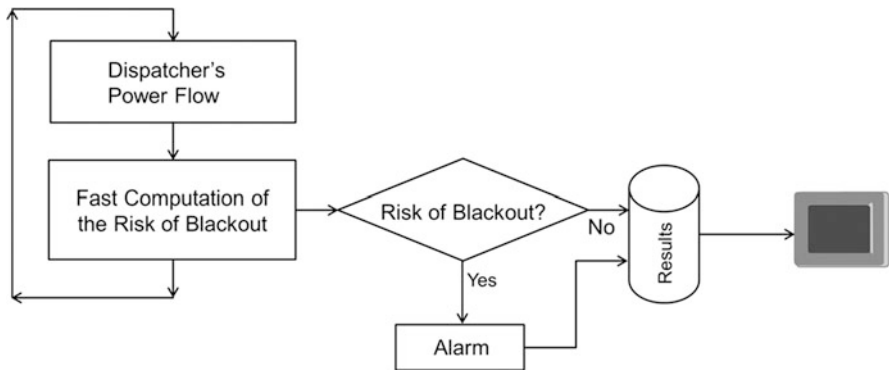 Dispatcher's
Power Flow
Fast Computation of
the Risk of Blackout
Risk of Blackout?
No
Yes
Alarm
Results